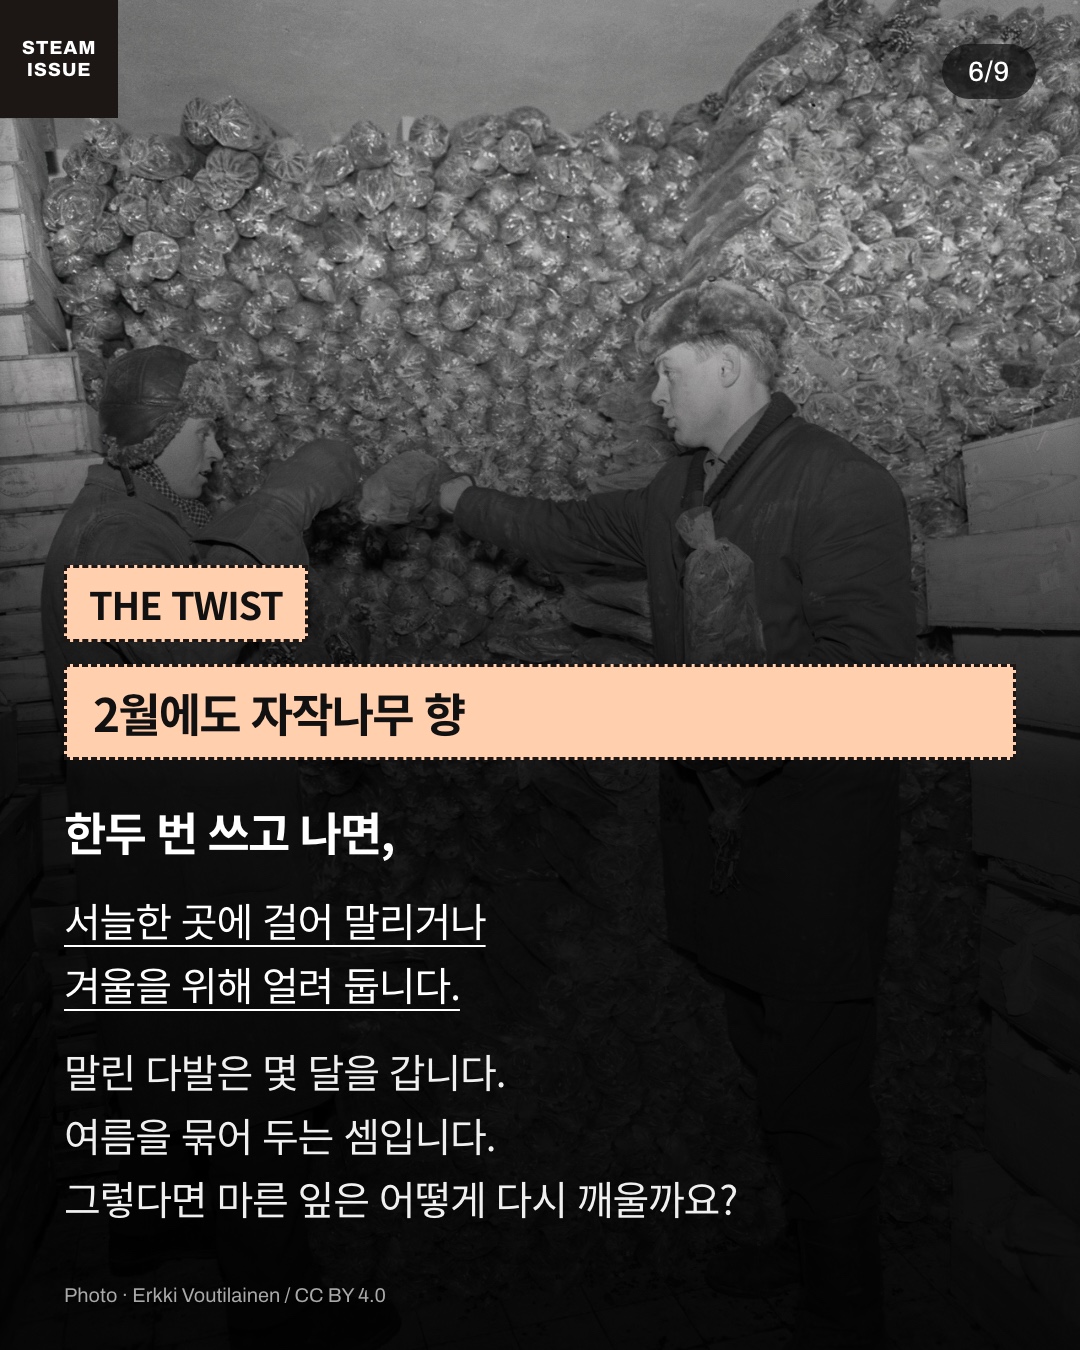 STEAM
ISSUE
6/9
THE TWIST
2월에도 자작나무 향
한두 번 쓰고 나면,
서늘한 곳에 걸어 말리거나
겨울을 위해 얼려 둡니다.
말린 다발은 몇 달을 갑니다.
여름을 묶어 두는 셈입니다.
그렇다면 마른 잎은 어떻게 다시 깨울까요?
Photo · Erkki Voutilainen / CC BY 4.0